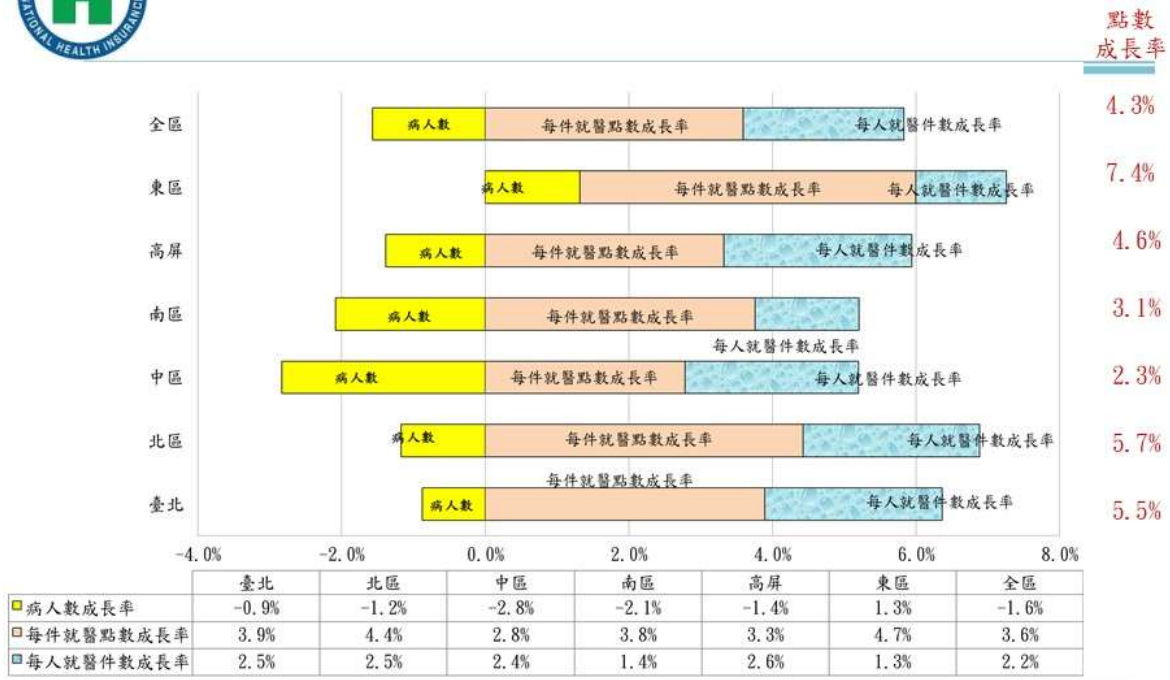 NATIONAL HEALTH INSURANCE
點數
成長率
全區
病人數
每件就醫點數成長率
每人就醫件數成長率
4.3%
東區
病人數
每件就醫點數成長率
每人就醫件數成長率
7.4%
高屏
病人數
每件就醫點數成長率
每人就醫件數成長率
4.6%
南區
病人數
每件就醫點數成長率
每人就醫件數成長率
3.1%
中區
病人數
每件就醫點數成長率
每人就醫件數成長率
2.3%
北區
病人數
每件就醫點數成長率
每人就醫件數成長率
5.7%
臺北
病人數
每件就醫點數成長率
每人就醫件數成長率
5.5%
-4.0% -2.0% 0.0% 2.0% 4.0% 6.0% 8.0%
臺北 北區 中區 南區 高屏 東區 全區
病人數成長率 -0.9% -1.2% -2.8% -2.1% -1.4% 1.3% -1.6%
每件就醫點數成長率 3.9% 4.4% 2.8% 3.8% 3.3% 4.7% 3.6%
每人就醫件數成長率 2.5% 2.5% 2.4% 1.4% 2.6% 1.3% 2.2%